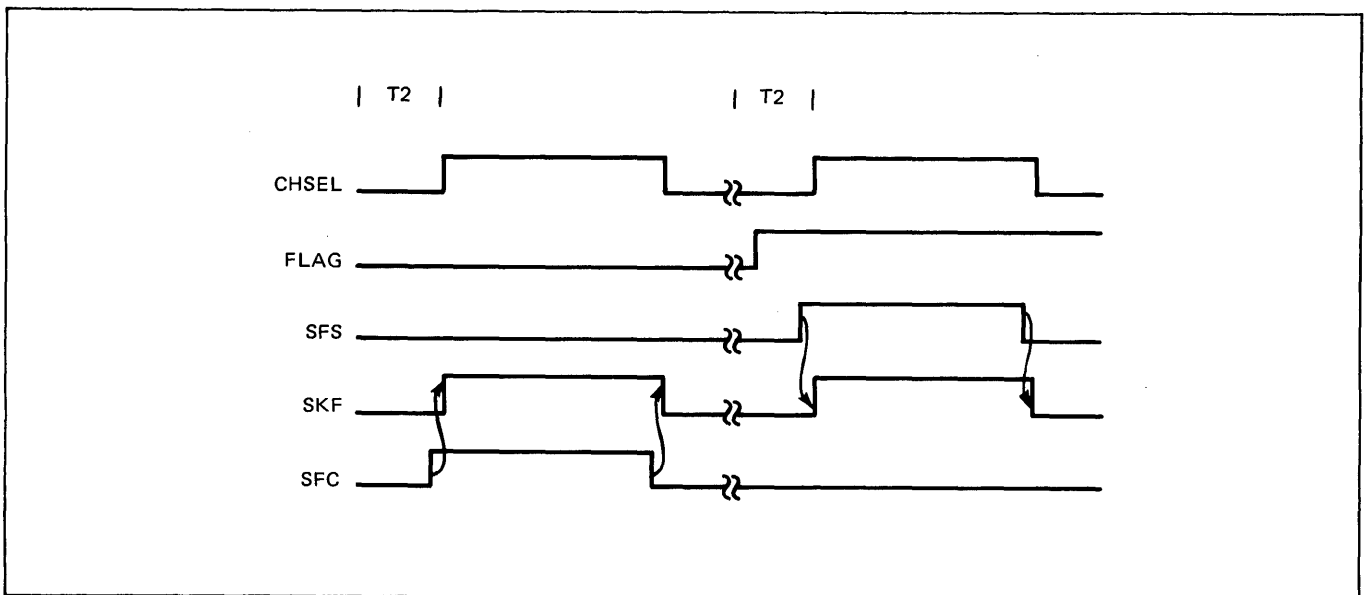 | T2 | | T2 |
CHSEL
FLAG
SFS
SKF
SFC